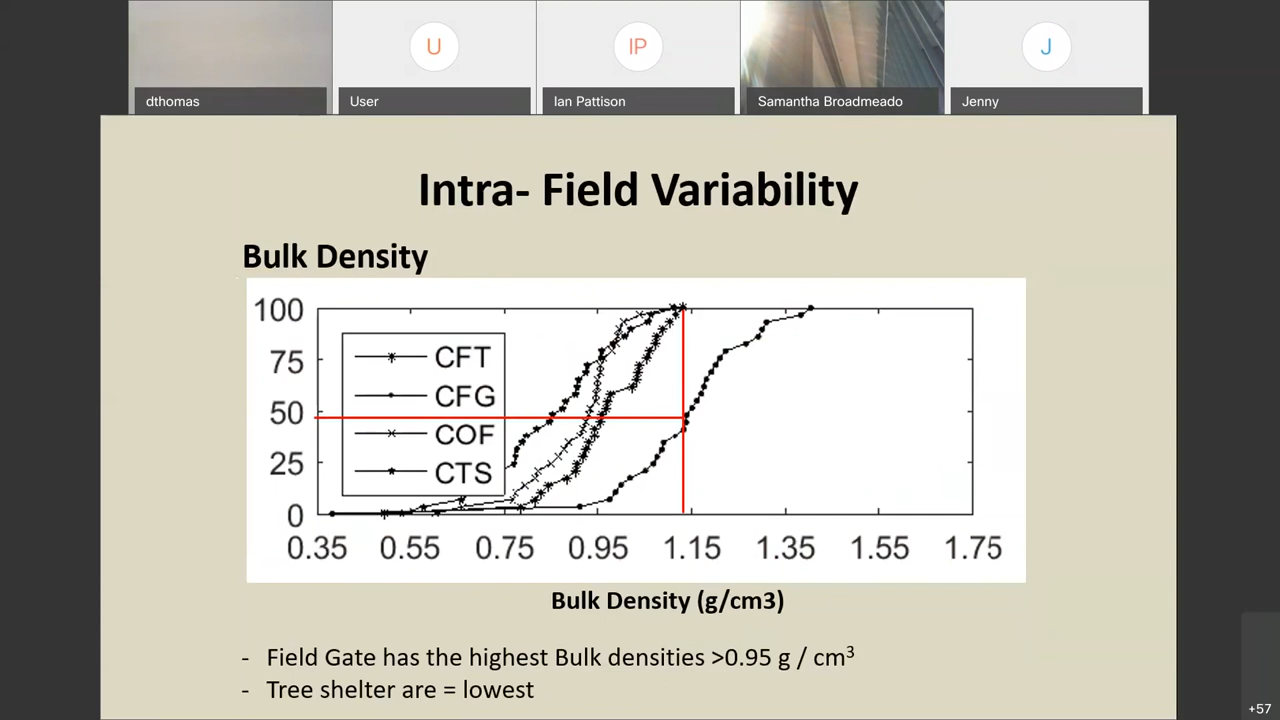 U
IP
J
dthomas
User
Ian Pattison
Samantha Broadmeado
Jenny
Intra- Field Variability
Bulk Density
100
75
50
25
0
CFT
CFG
COF
CTS
0.35 0.55 0.75 0.95 1.15 1.35 1.55 1.75
Bulk Density (g/cm3)
- Field Gate has the highest Bulk densities >0.95 g / cm³
- Tree shelter are = lowest
+57